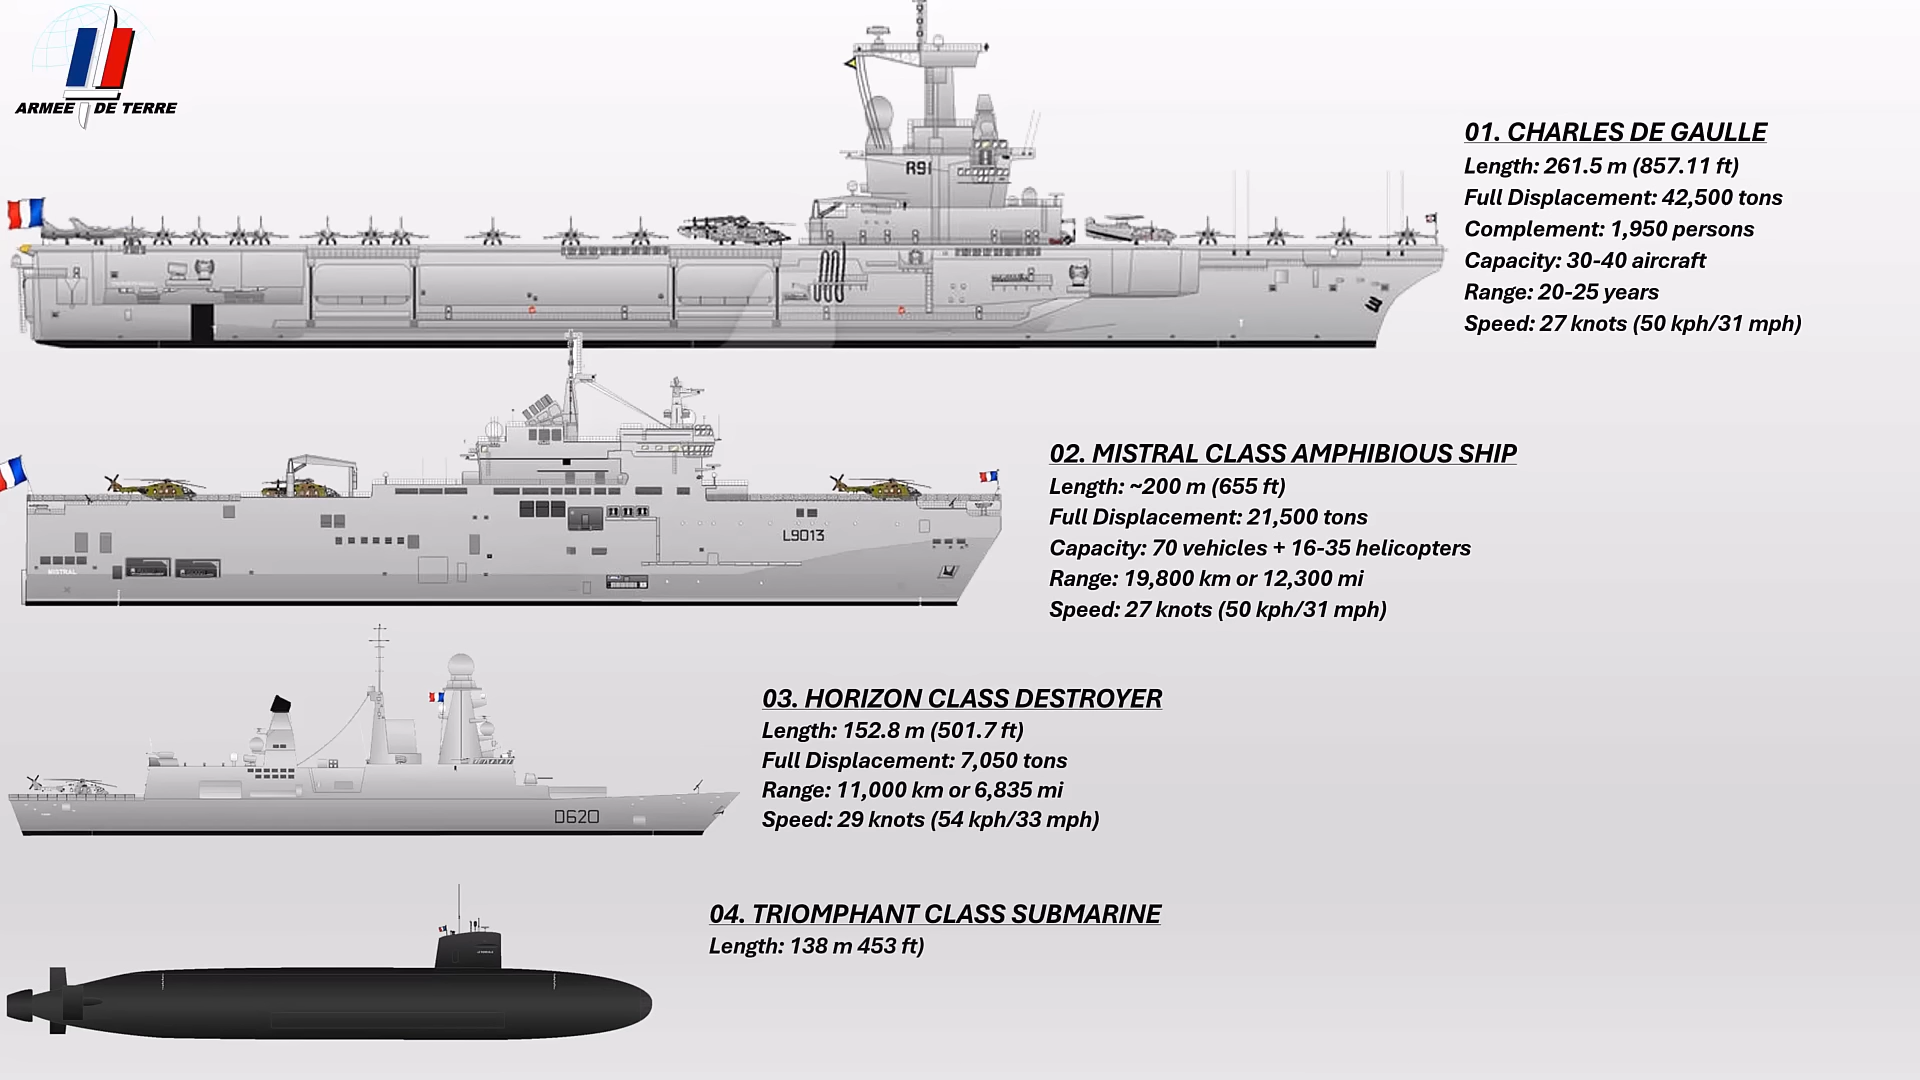 ARMEE DE TERRE
R91
01. CHARLES DE GAULLE
Length: 261.5 m (857.11 ft)
Full Displacement: 42,500 tons
Complement: 1,950 persons
Capacity: 30-40 aircraft
Range: 20-25 years
Speed: 27 knots (50 kph/31 mph)
02. MISTRAL CLASS AMPHIBIOUS SHIP
Length: ~200 m (655 ft)
Full Displacement: 21,500 tons
Capacity: 70 vehicles + 16-35 helicopters
Range: 19,800 km or 12,300 mi
Speed: 27 knots (50 kph/31 mph)
L9013
MISTRAL
03. HORIZON CLASS DESTROYER
Length: 152.8 m (501.7 ft)
Full Displacement: 7,050 tons
Range: 11,000 km or 6,835 mi
Speed: 29 knots (54 kph/33 mph)
D620
04. TRIOMPHANT CLASS SUBMARINE
Length: 138 m 453 ft)